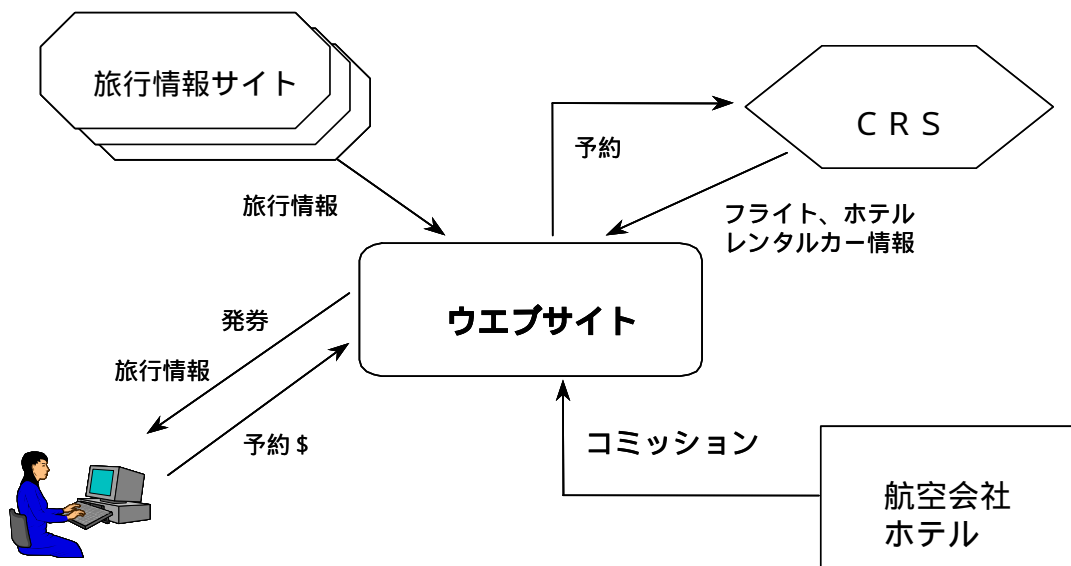 旅行情報サイト
CRS
予約
旅行情報
フライト、ホテル
レンタルカー情報
ウエブサイト
発券
旅行情報
予約$
コミッション
航空会社
ホテル